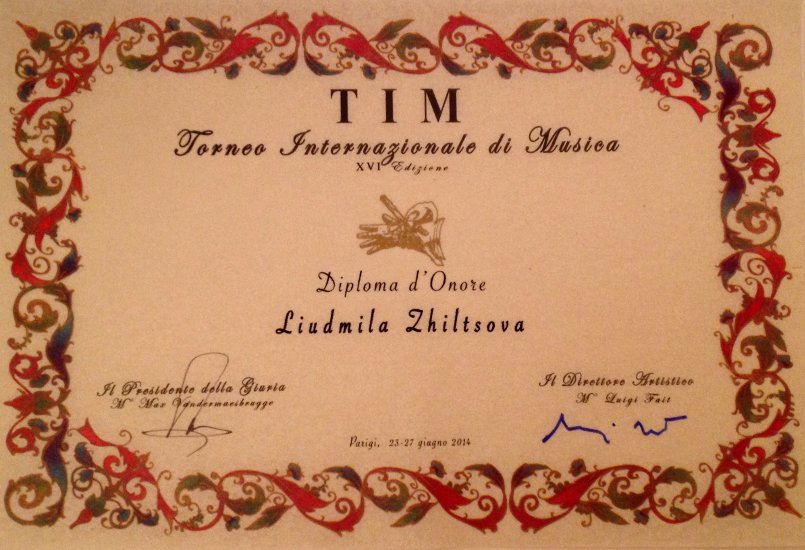 TIM
Torneo Internazionale di Musica
XVI Edizione
Diploma d'Onore
Liudmila Zhiltsova
Il Presidente della Giuria
M° Max Vandermaesbrugge
Il Direttore Artistico
M° Luigi Fait
Parigi, 23-27 giugno 2014